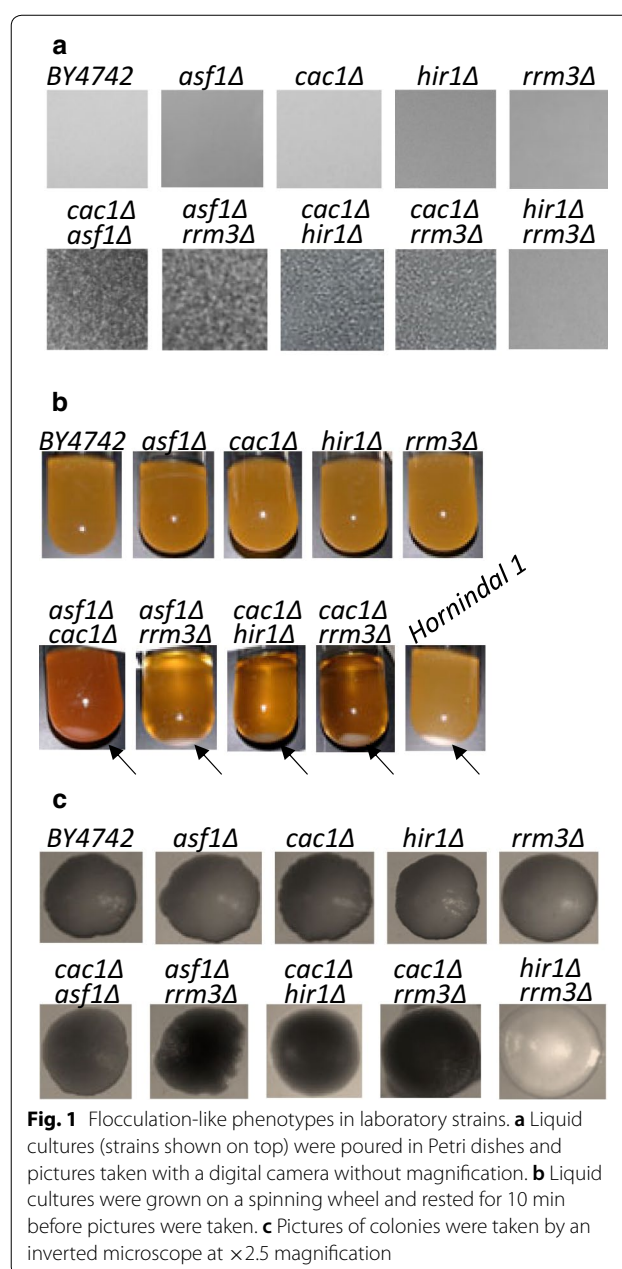 a
BY4742 asf1Δ cac1Δ hir1Δ rrm3Δ
cac1Δ asf1Δ cac1Δ cac1Δ hir1Δ
asf1Δ rrm3Δ hir1Δ rrm3Δ rrm3Δ
b
BY4742 asf1Δ cac1Δ hir1Δ rrm3Δ
Hornindal 1
asf1Δ asf1Δ cac1Δ cac1Δ
cac1Δ rrm3Δ hir1Δ rrm3Δ
c
BY4742 asf1Δ cac1Δ hir1Δ rrm3Δ
cac1Δ asf1Δ cac1Δ cac1Δ hir1Δ
asf1Δ rrm3Δ hir1Δ rrm3Δ rrm3Δ
Fig. 1 Flocculation-like phenotypes in laboratory strains. a Liquid
cultures (strains shown on top) were poured in Petri dishes and
pictures taken with a digital camera without magnification. b Liquid
cultures were grown on a spinning wheel and rested for 10 min
before pictures were taken. c Pictures of colonies were taken by an
inverted microscope at ×2.5 magnification